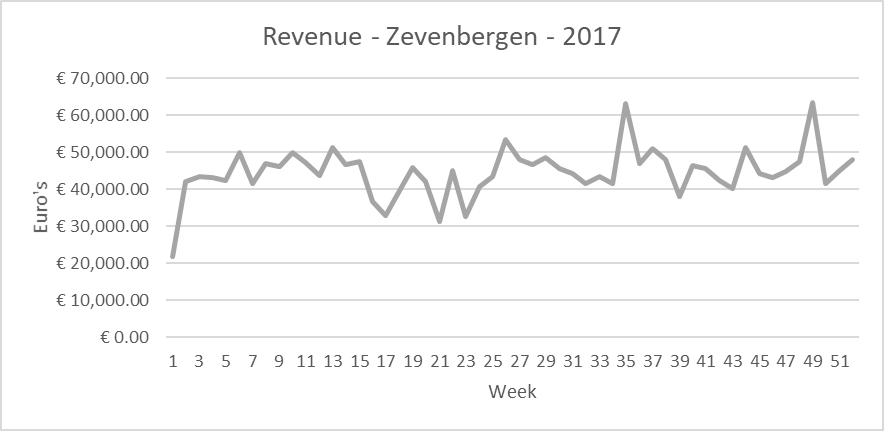 Revenue - Zevenbergen - 2017
€ 70,000.00
€ 60,000.00
€ 50,000.00
€ 40,000.00
€ 30,000.00
€ 20,000.00
€ 10,000.00
€ 0.00
Euro¹s
1 3 5 7 9 11 13 15 17 19 21 23 25 27 29 31 33 35 37 39 41 43 45 47 49 51
Week